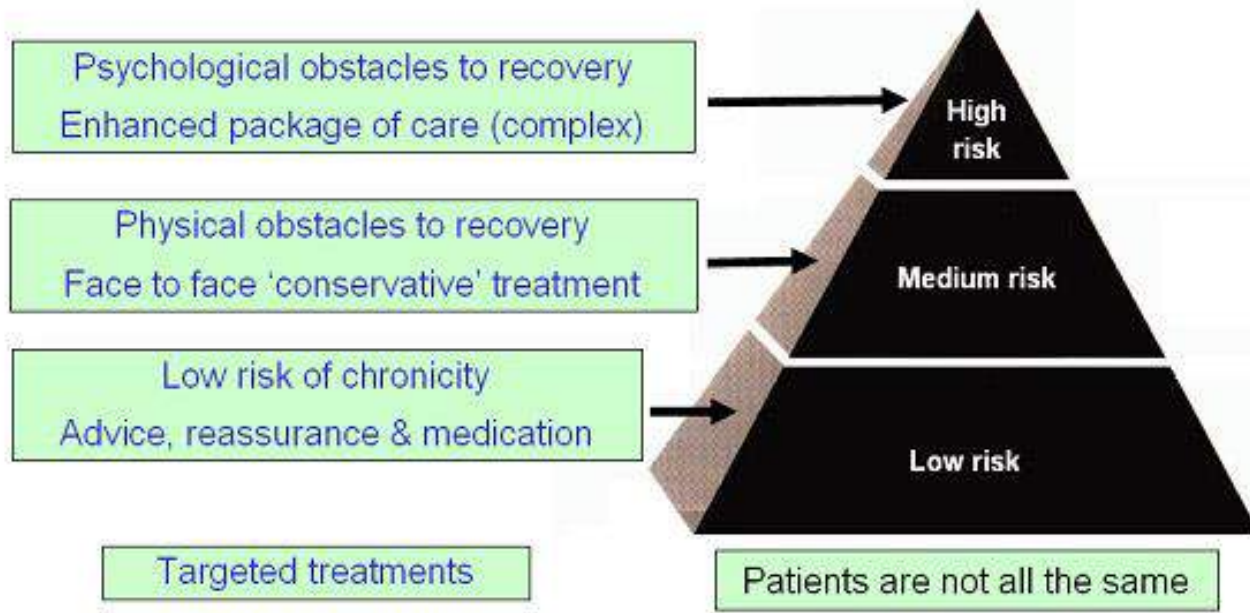 Psychological obstacles to recovery
Enhanced package of care (complex)
High
risk
Physical obstacles to recovery
Face to face ‘conservative’ treatment
Medium risk
Low risk of chronicity
Advice, reassurance & medication
Low risk
Targeted treatments
Patients are not all the same